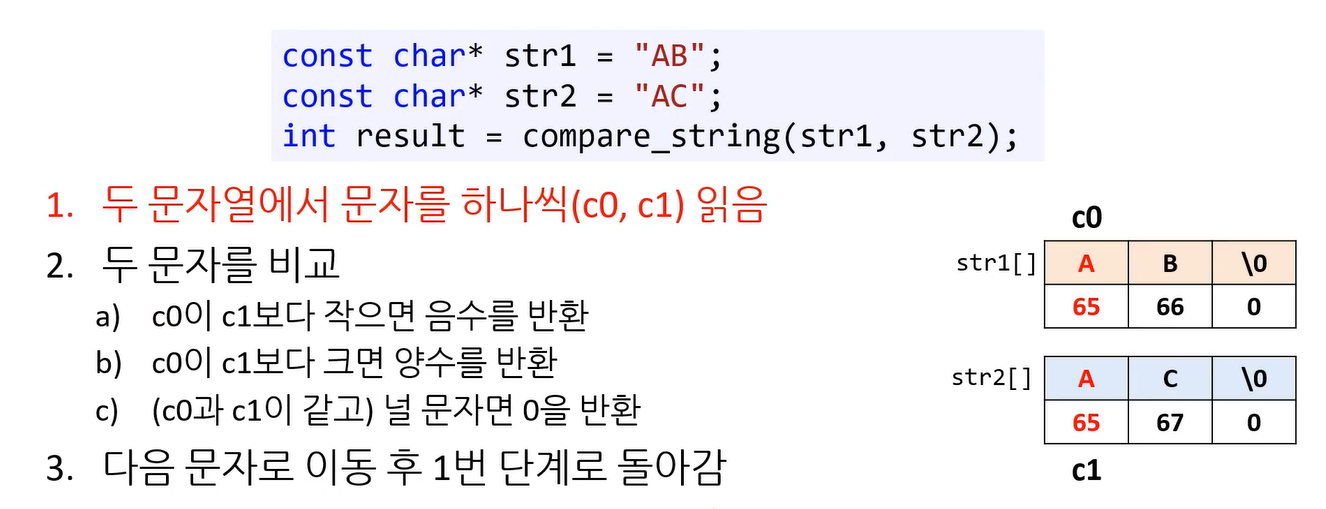 const char* str1 = "AB";
const char* str2 = "AC";
int result = compare_string(str1, str2);
1. 두 문자열에서 문자를 하나씩(c0, c1) 읽음
2. 두 문자를 비교
a) c0이 c1보다 작으면 음수를 반환
b) c0이 c1보다 크면 양수를 반환
c) (c0과 c1이 같고) 널 문자면 0을 반환
3. 다음 문자로 이동 후 1번 단계로 돌아감
c0
str1[] A B \0
65 66 0
str2[] A C \0
65 67 0
c1